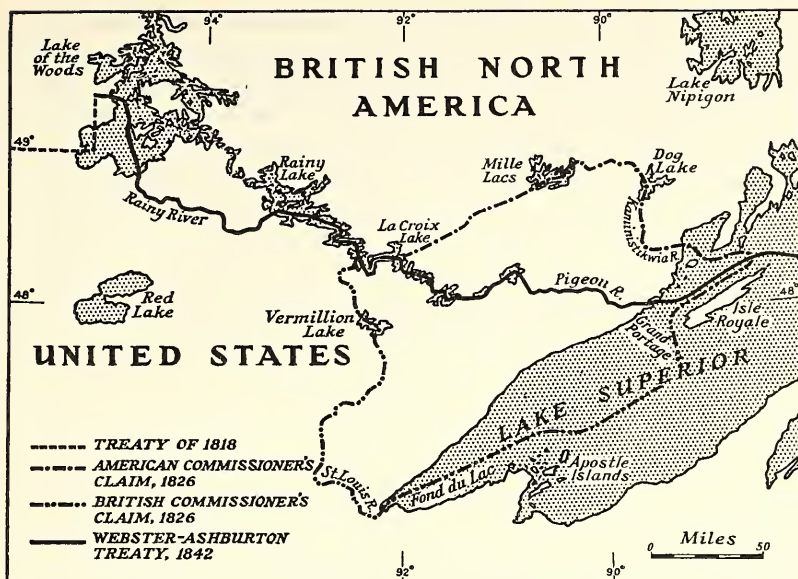 94
92
90
Lake
of the
Woods
BRITISH NORTH
AMERICA
Lake
Nipigon
49°
Rainy
Lake
Mille
Lacs
Dog
Lake
Rainy River
La Croix
Lake
Kaministikwia R.
48°
Pigeon R.
48°
Red
Lake
Vermillion
Lake
Isle
Royale
Grand
Portage
UNITED STATES
LAKE SUPERIOR
St. Louis R.
Fond du Lac
Apostle
Islands
TREATY OF 1818
AMERICAN COMMISSIONER'S
CLAIM, 1826
BRITISH COMMISSIONER'S
CLAIM, 1826
WEBSTER-ASHBURTON
TREATY, 1842
Miles
0 50
92°
90°